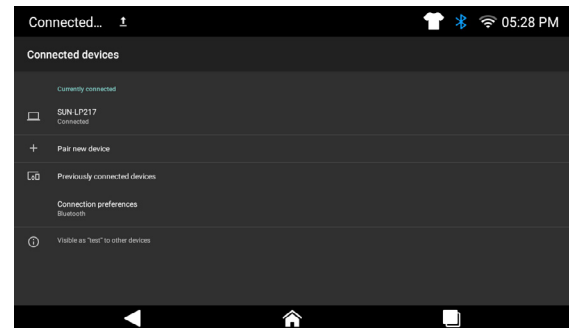 Connected...
05:28 PM
Connected devices
Currently connected
SUN-LP217
Connected
Pair new device
Previously connected devices
Connection preferences
Bluetooth
Visible as "test" to other devices